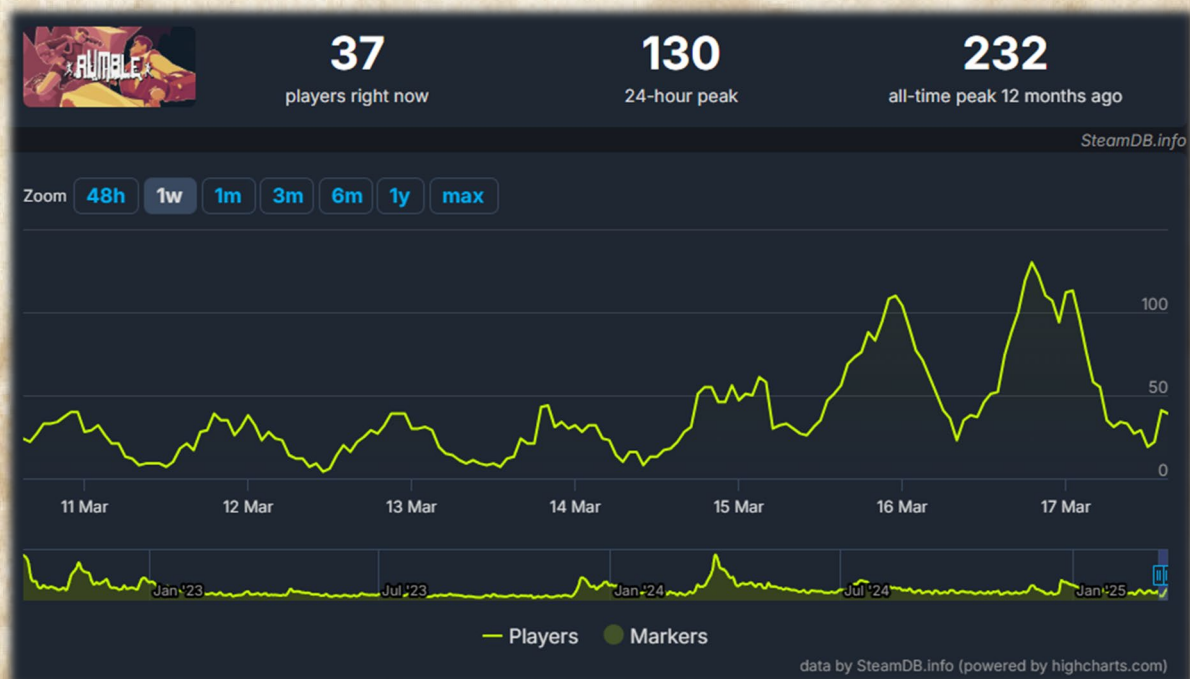 RUMBLE
37
players right now
130
24-hour peak
232
all-time peak 12 months ago
SteamDB.info
Zoom 48h 1w 1m 3m 6m 1y max
100
50
0
11 Mar 12 Mar 13 Mar 14 Mar 15 Mar 16 Mar 17 Mar
Jan '23 Jul '23 Jan '24 Jul '24 Jan '25
Players Markers
data by SteamDB.info (powered by highcharts.com)